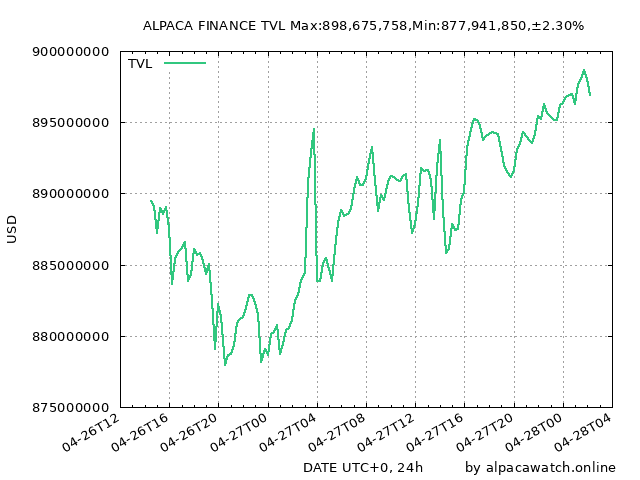 ALPACA FINANCE TVL Max:898,675,758,Min:877,941,850,±2.30%
900000000
TVL
895000000
890000000
USD
885000000
880000000
875000000
04-26T12
04-26T16
04-26T20
04-27T00
04-27T04
04-27T08
04-27T12
04-27T16
04-27T20
04-28T00
04-28T04
DATE UTC+0, 24h
by alpacawatch.online